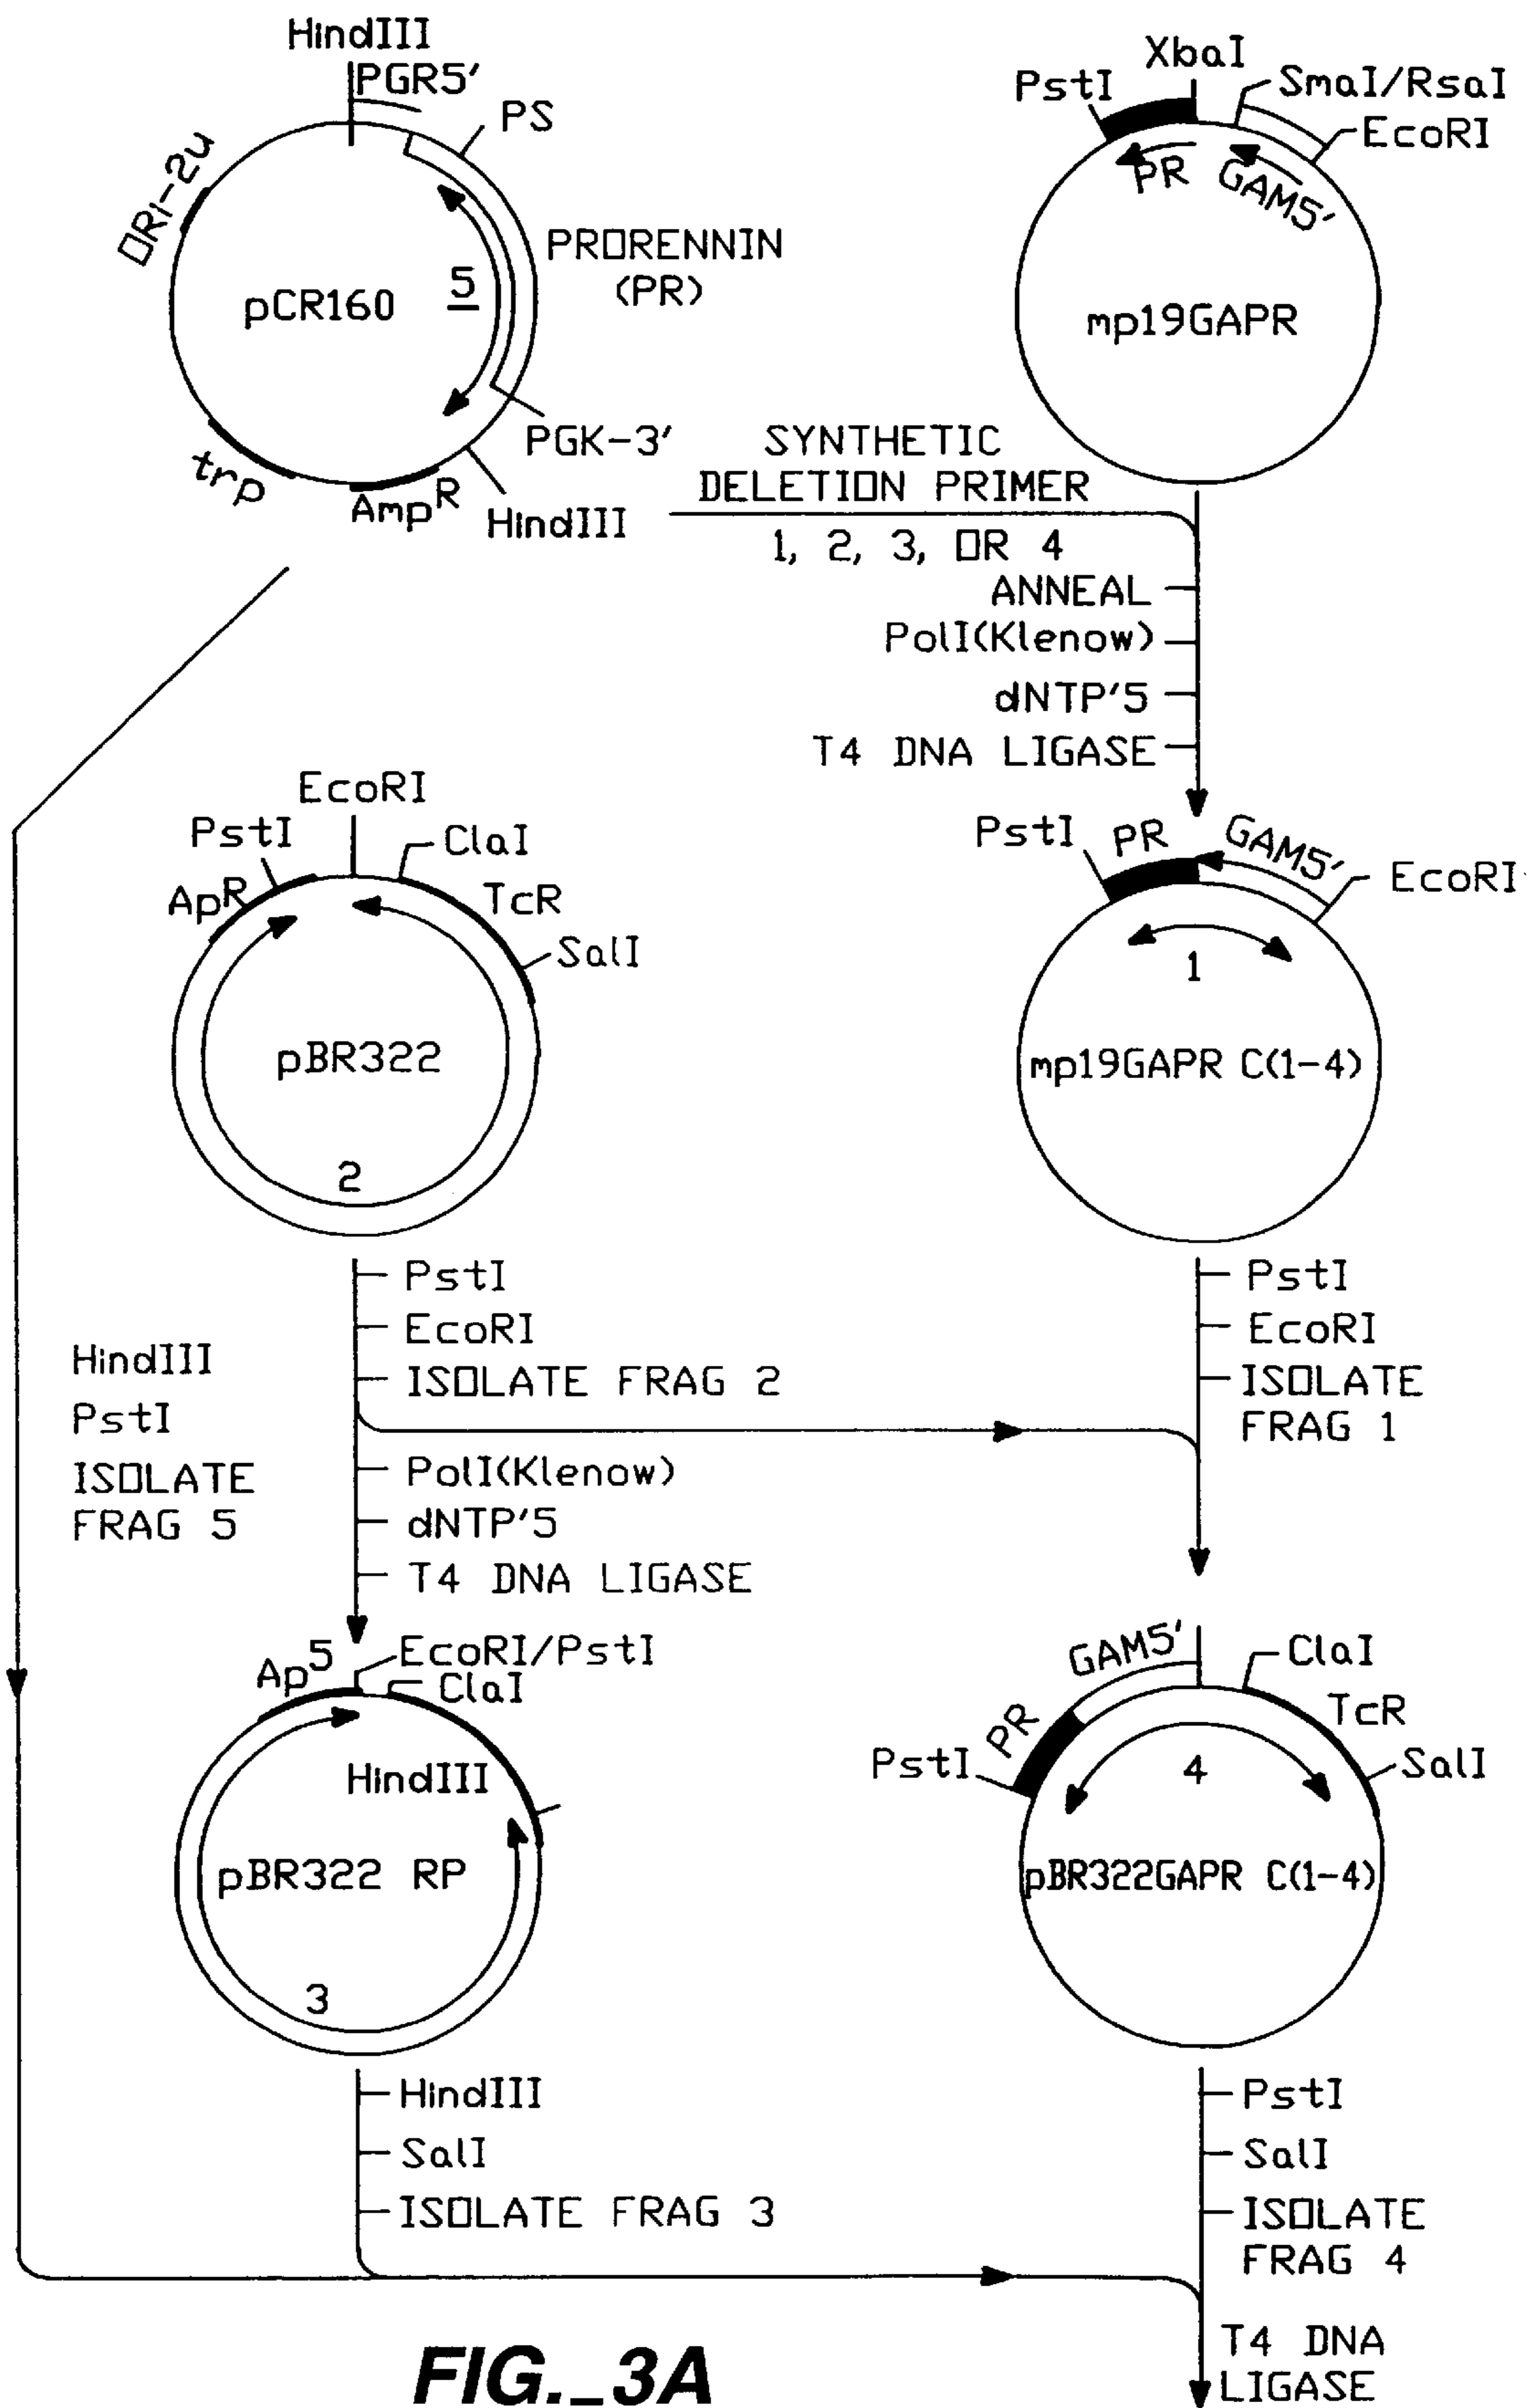 HindIII
PGR5'
PS
ORi-2u
pCR160
5
PRORENNIN
(PR)
PGK-3'
trp
AmpR
HindIII
XbaI
PstI
SmaI/RsaI
EcoRI
PR
GAM5'
mp19GAPR
SYNTHETIC
DELETION PRIMER
1, 2, 3, OR 4
ANNEAL
PolI(Klenow)
dNTP'5
T4 DNA LIGASE
EcoRI
PstI
ClaI
ApR
TcR
SalI
pBR322
2
PstI
PR
GAM5'
EcoRI
1
mp19GAPR C(1-4)
PstI
EcoRI
ISOLATE FRAG 2
PstI
EcoRI
ISOLATE
FRAG 1
HindIII
PstI
ISOLATE
FRAG 5
PolI(Klenow)
dNTP'5
T4 DNA LIGASE
Ap5
EcoRI/PstI
ClaI
HindIII
pBR322 RP
3
GAM5'
ClaI
PR
TcR
PstI
SalI
4
pBR322GAPR C(1-4)
HindIII
SalI
ISOLATE FRAG 3
PstI
SalI
ISOLATE
FRAG 4
T4 DNA
LIGASE
FIG._3A